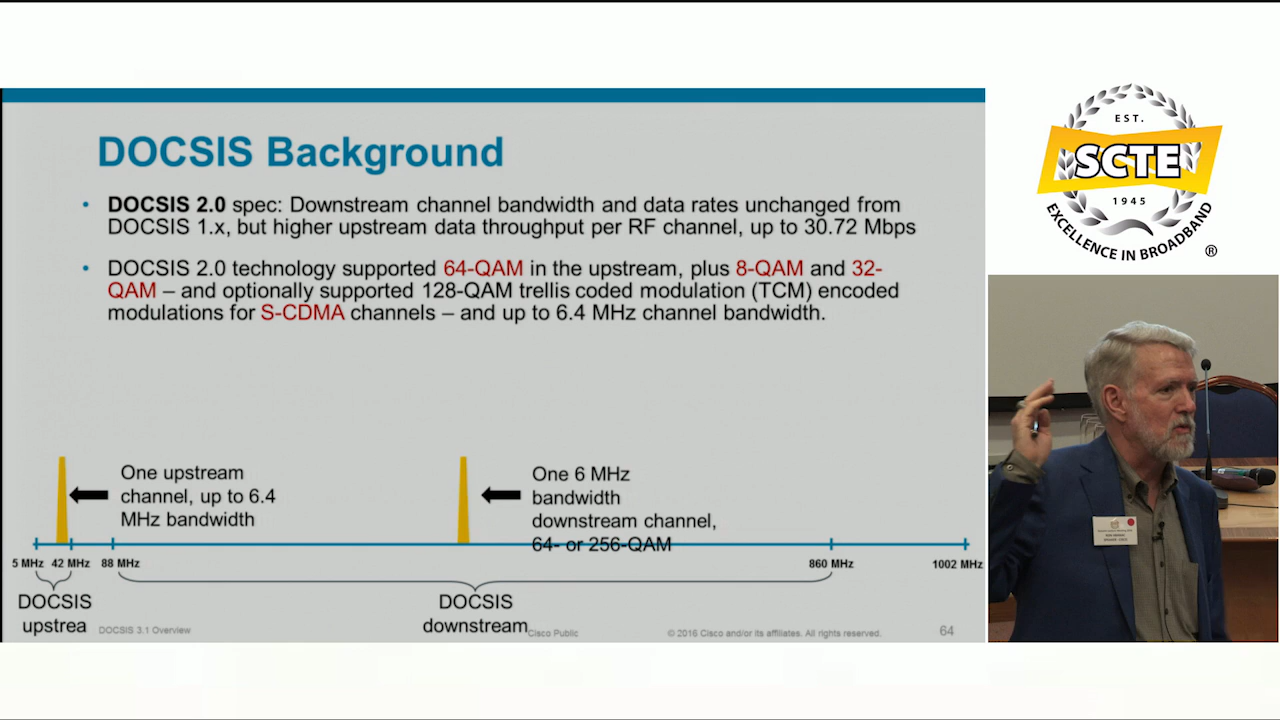 DOCSIS Background
• DOCSIS 2.0 spec: Downstream channel bandwidth and data rates unchanged from
DOCSIS 1.x, but higher upstream data throughput per RF channel, up to 30.72 Mbps
• DOCSIS 2.0 technology supported 64-QAM in the upstream, plus 8-QAM and 32-
QAM – and optionally supported 128-QAM trellis coded modulation (TCM) encoded
modulations for S-CDMA channels – and up to 6.4 MHz channel bandwidth.
One upstream
channel, up to 6.4
MHz bandwidth
One 6 MHz
bandwidth
downstream channel,
64- or 256-QAM
5 MHz 42 MHz 88 MHz 860 MHz 1002 MHz
DOCSIS
upstrea
DOCSIS
downstream
DOCSIS 3.1 Overview Cisco Public © 2016 Cisco and/or its affiliates. All rights reserved. 64
EST.
SCTE
1945
EXCELLENCE IN BROADBAND
®